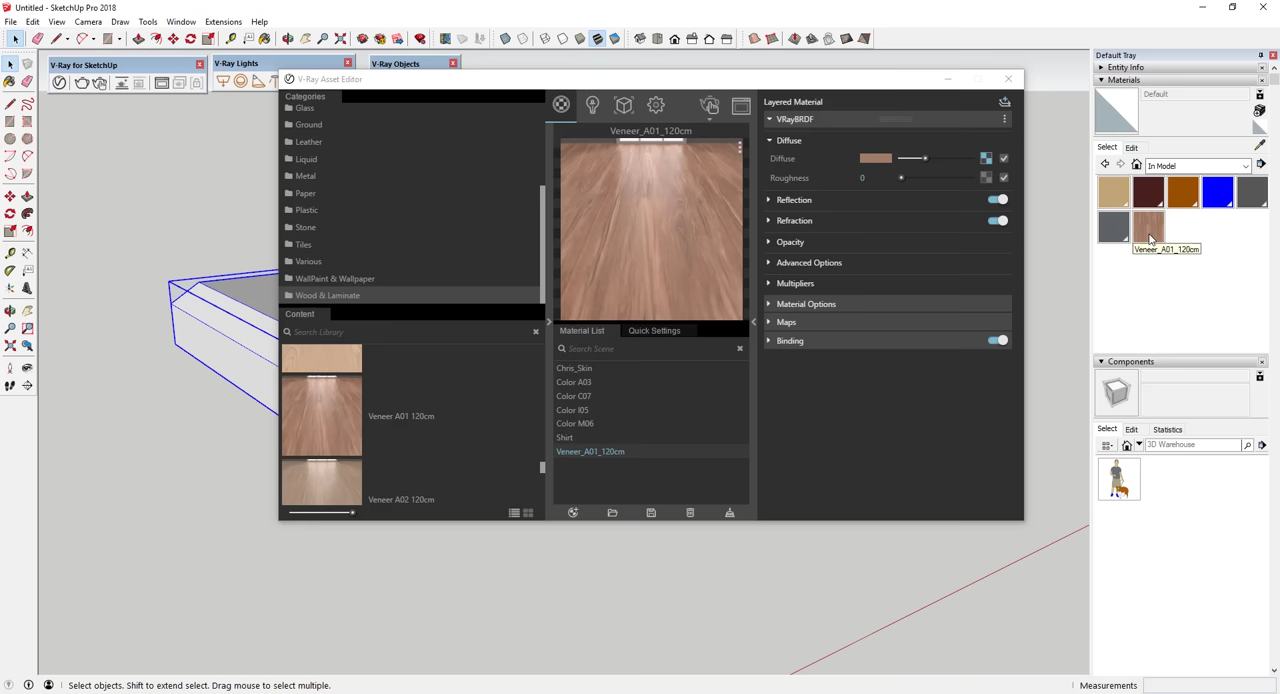 Untitled - SketchUp Pro 2018
File Edit View Camera Draw Tools Window Extensions Help
V-Ray for SketchUp
V-Ray Lights
V-Ray Objects
V-Ray Asset Editor
Categories
Glass
Ground
Leather
Liquid
Metal
Paper
Plastic
Stone
Tiles
Various
WallPaint & Wallpaper
Wood & Laminate
Content
Search Library
Veneer A01 120cm
Veneer A02 120cm
Veneer_A01_120cm
Material List Quick Settings
Search Scene
Chris_Skin
Color A03
Color C07
Color I05
Color M06
Shirt
Veneer_A01_120cm
Layered Material
VRayBRDF
Diffuse
Diffuse
Roughness 0
Reflection
Refraction
Opacity
Advanced Options
Multipliers
Material Options
Maps
Binding
Default Tray
Entity Info
Materials
Default
Select Edit
In Model
Veneer_A01_120cm
Components
Select Edit Statistics
3D Warehouse
Select objects. Shift to extend select. Drag mouse to select multiple.
Measurements